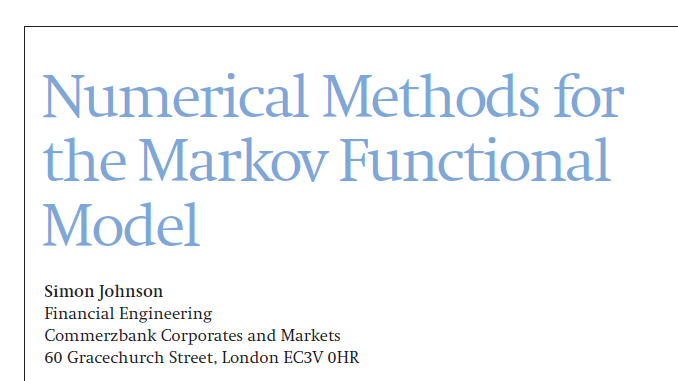 Numerical Methods for
the Markov Functional
Model
Simon Johnson
Financial Engineering
Commerzbank Corporates and Markets
60 Gracechurch Street, London EC3V 0HR